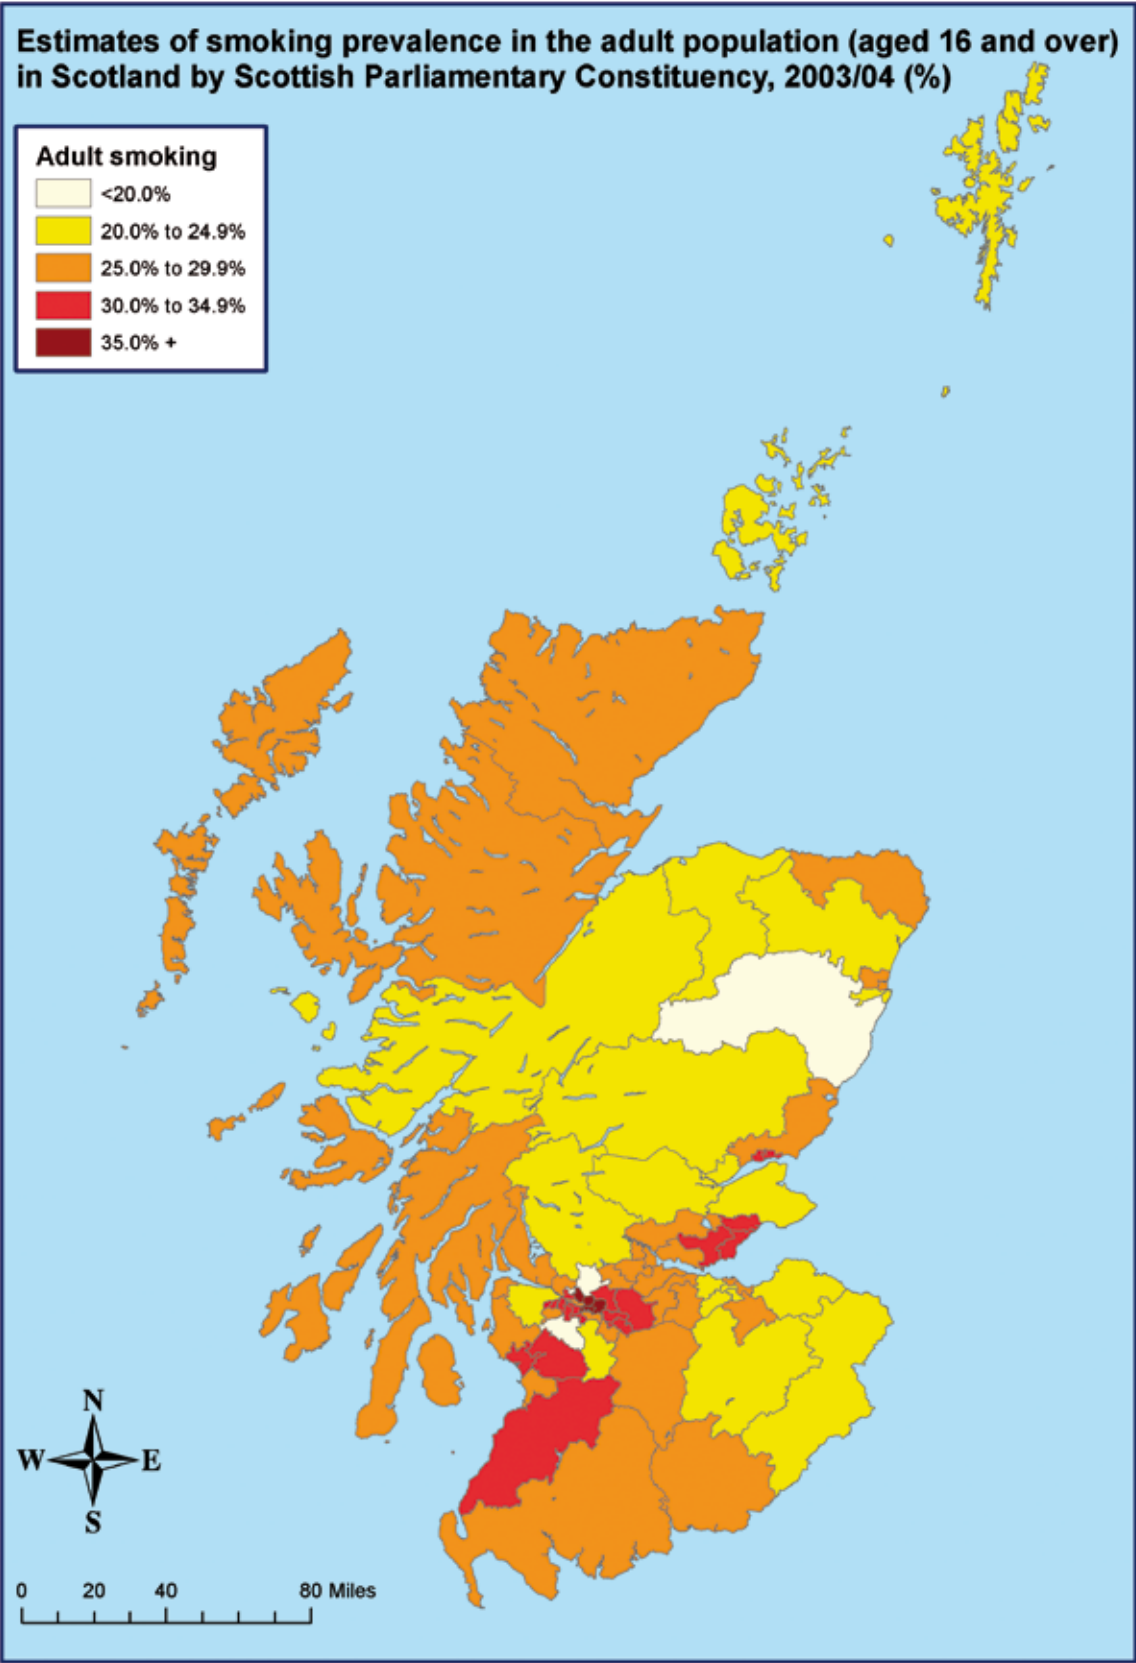 Estimates of smoking prevalence in the adult population (aged 16 and over)
in Scotland by Scottish Parliamentary Constituency, 2003/04 (%)
Adult smoking
<20.0%
20.0% to 24.9%
25.0% to 29.9%
30.0% to 34.9%
35.0% +
N
W E
S
0 20 40 80 Miles